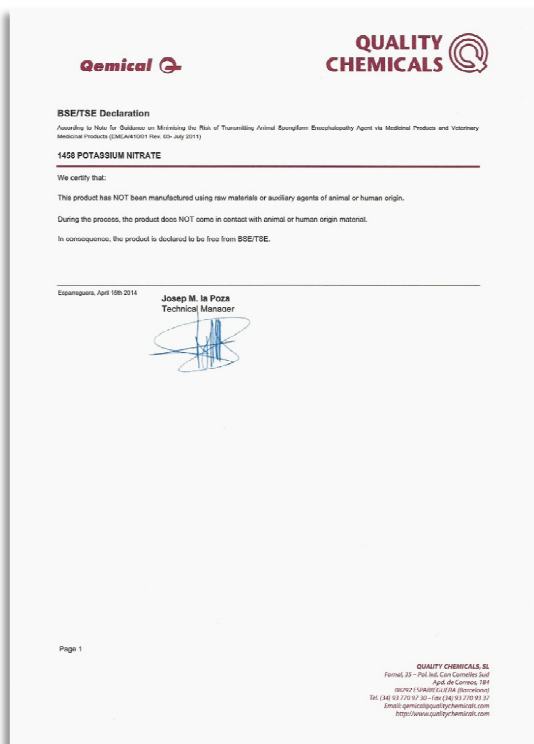 Qemical
QUALITY
CHEMICALS
BSE/TSE Declaration
According to Note for Guidance on Minimising the Risk of Transmitting Animal Spongiform Encephalopathy Agent via Medicinal Products and Veterinary
Medicinal Products (EMEA/410/01 Rev. 03- July 2011)
1458 POTASSIUM NITRATE
We certify that:
This product has NOT been manufactured using raw materials or auxiliary agents of animal or human origin.
During the process, the product does NOT come in contact with animal or human origin material.
In consequence, the product is declared to be free from BSE/TSE.
Esparreguera, April 15th 2014
Josep M. la Poza
Technical Manager
Page 1
QUALITY CHEMICALS, SL
Fornal, 35 – Pol. Ind. Can Comelles Sud
Apd. de Correos, 184
08292 ESPARREGUERA (Barcelona)
Tel. (34) 93 770 97 30 – Fax (34) 93 770 93 37
Email: qemical@qualitychemicals.com
http://www.qualitychemicals.com